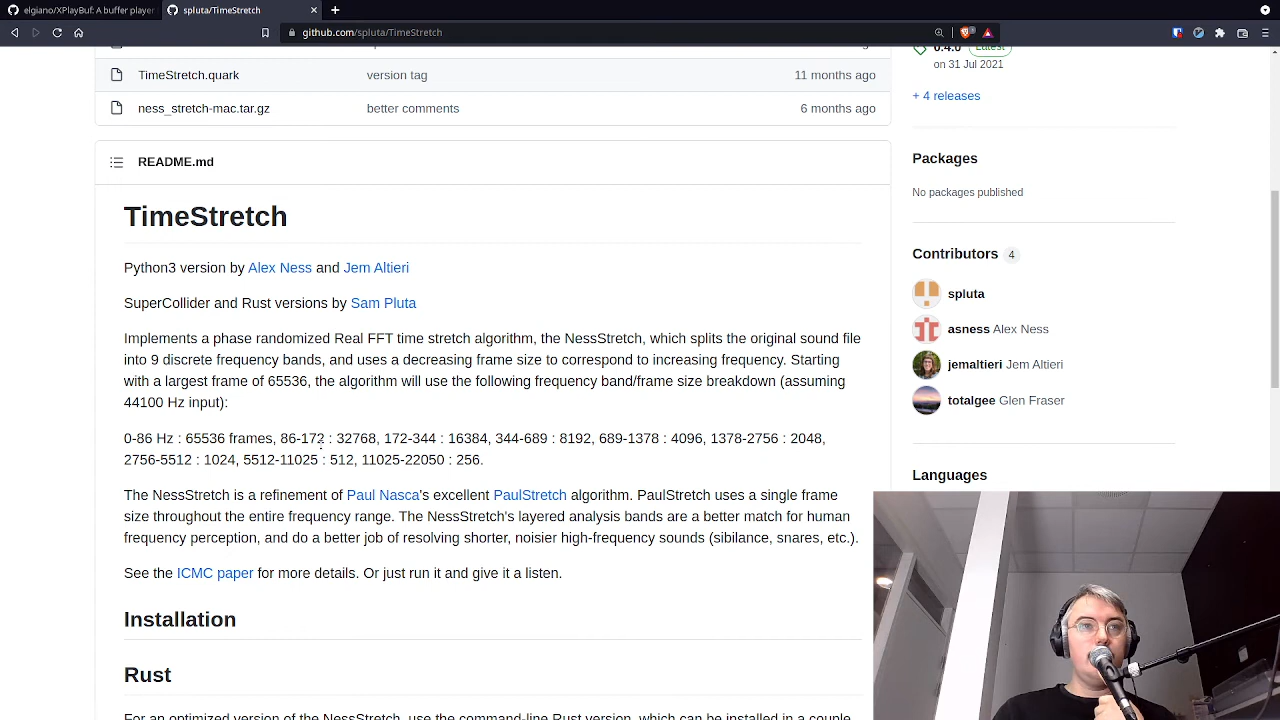 elgiano/XPlayBuf: A buffer player
spluta/TimeStretch
github.com/spluta/TimeStretch
0.4.0 Latest
on 31 Jul 2021
TimeStretch.quark version tag 11 months ago
+ 4 releases
ness_stretch-mac.tar.gz better comments 6 months ago
README.md
Packages
No packages published
TimeStretch
Python3 version by Alex Ness and Jem Altieri
SuperCollider and Rust versions by Sam Pluta
Implements a phase randomized Real FFT time stretch algorithm, the NessStretch, which splits the original sound file
into 9 discrete frequency bands, and uses a decreasing frame size to correspond to increasing frequency. Starting
with a largest frame of 65536, the algorithm will use the following frequency band/frame size breakdown (assuming
44100 Hz input):
0-86 Hz : 65536 frames, 86-172 : 32768, 172-344 : 16384, 344-689 : 8192, 689-1378 : 4096, 1378-2756 : 2048,
2756-5512 : 1024, 5512-11025 : 512, 11025-22050 : 256.
The NessStretch is a refinement of Paul Nasca's excellent PaulStretch algorithm. PaulStretch uses a single frame
size throughout the entire frequency range. The NessStretch's layered analysis bands are a better match for human
frequency perception, and do a better job of resolving shorter, noisier high-frequency sounds (sibilance, snares, etc.).
See the ICMC paper for more details. Or just run it and give it a listen.
Installation
Rust
For an optimized version of the NessStretch, use the command-line Rust version, which can be installed in a couple
Contributors 4
spluta
asness Alex Ness
jemaltieri Jem Altieri
totalgee Glen Fraser
Languages